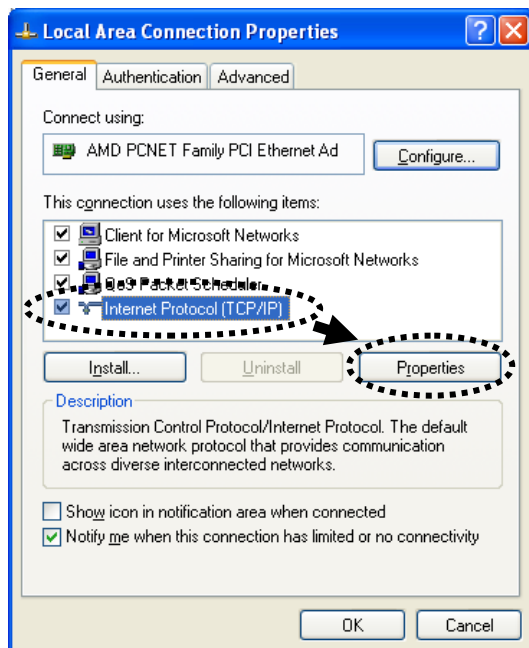 Local Area Connection Properties
General Authentication Advanced
Connect using:
AMD PCNET Family PCI Ethernet Ad Configure...
This connection uses the following items:
Client for Microsoft Networks
File and Printer Sharing for Microsoft Networks
QoS Packet Scheduler
Internet Protocol (TCP/IP)
Install... Uninstall Properties
Description
Transmission Control Protocol/Internet Protocol. The default
wide area network protocol that provides communication
across diverse interconnected networks.
Show icon in notification area when connected
Notify me when this connection has limited or no connectivity
OK Cancel